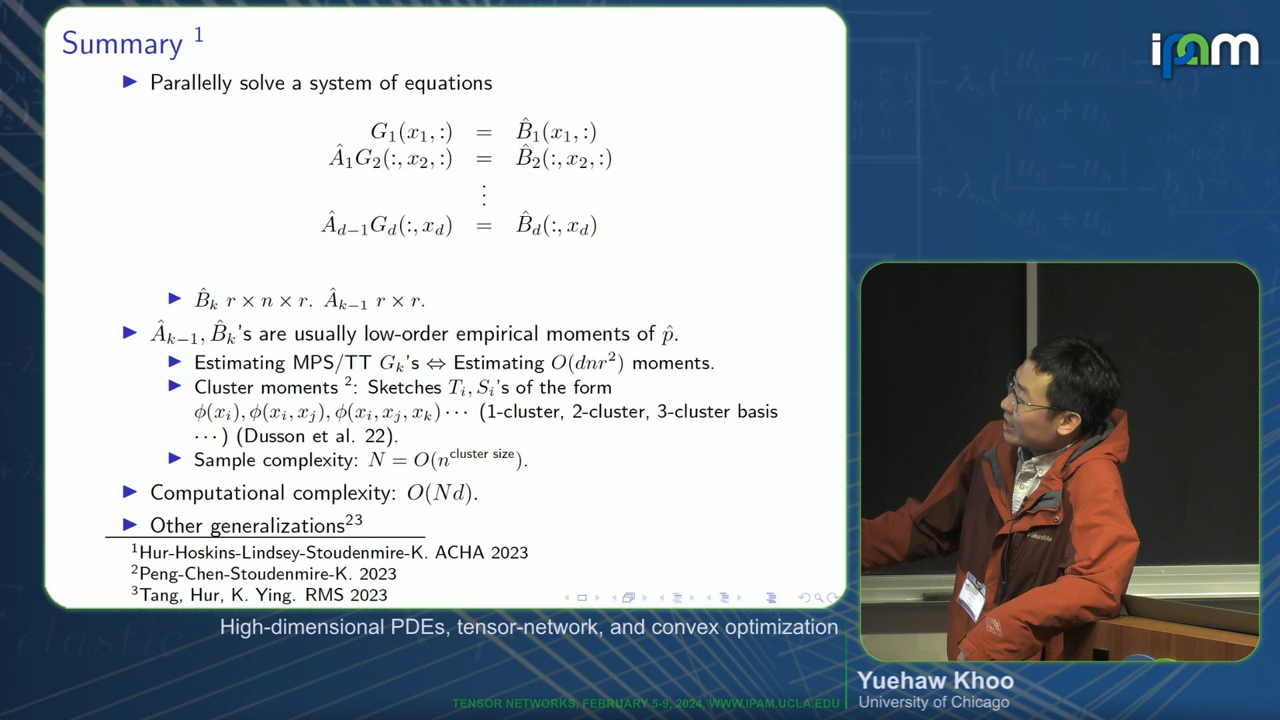 Summary ¹
▶ Parallelly solve a system of equations
G₁(x₁,:) = B̂₁(x₁,:)
Â₁G₂(:,x₂,:) = B̂₂(:,x₂,:)
⋮
Â_{d−1}G_d(:,x_d) = B̂_d(:,x_d)
▶ B̂_k r × n × r. Â_{k−1} r × r.
▶ Â_{k−1}, B̂_k's are usually low-order empirical moments of p̂.
▶ Estimating MPS/TT G_k's ⇔ Estimating O(dnr²) moments.
▶ Cluster moments ²: Sketches T_i, S_i's of the form
ϕ(x_i), ϕ(x_i, x_j), ϕ(x_i, x_j, x_k) ⋯ (1-cluster, 2-cluster, 3-cluster basis
⋯) (Dusson et al. 22).
▶ Sample complexity: N = O(n^{cluster size}).
▶ Computational complexity: O(Nd).
▶ Other generalizations²³
¹Hur-Hoskins-Lindsey-Stoudenmire-K. ACHA 2023
²Peng-Chen-Stoudenmire-K. 2023
³Tang, Hur, K. Ying. RMS 2023
ipam
High-dimensional PDEs, tensor-network, and convex optimization
Yuehaw Khoo
University of Chicago
TENSOR NETWORKS, FEBRUARY 5-9, 2024, WWW.IPAM.UCLA.EDU